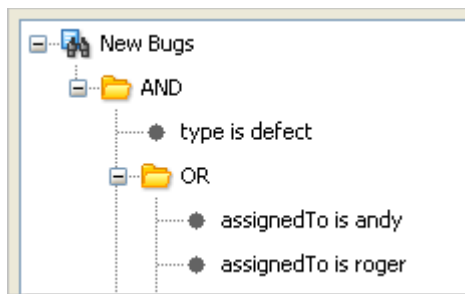 New Bugs
AND
type is defect
OR
assignedTo is andy
assignedTo is roger